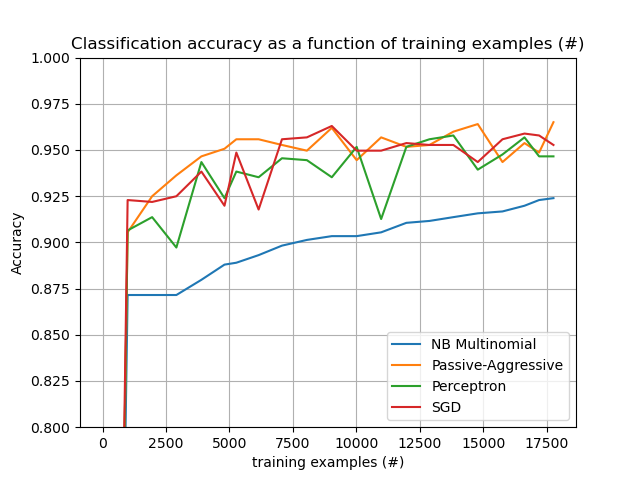 Classification accuracy as a function of training examples (#)
1.000
0.975
0.950
0.925
0.900
0.875
0.850
0.825
0.800
Accuracy
NB Multinomial
Passive-Aggressive
Perceptron
SGD
0 2500 5000 7500 10000 12500 15000 17500
training examples (#)